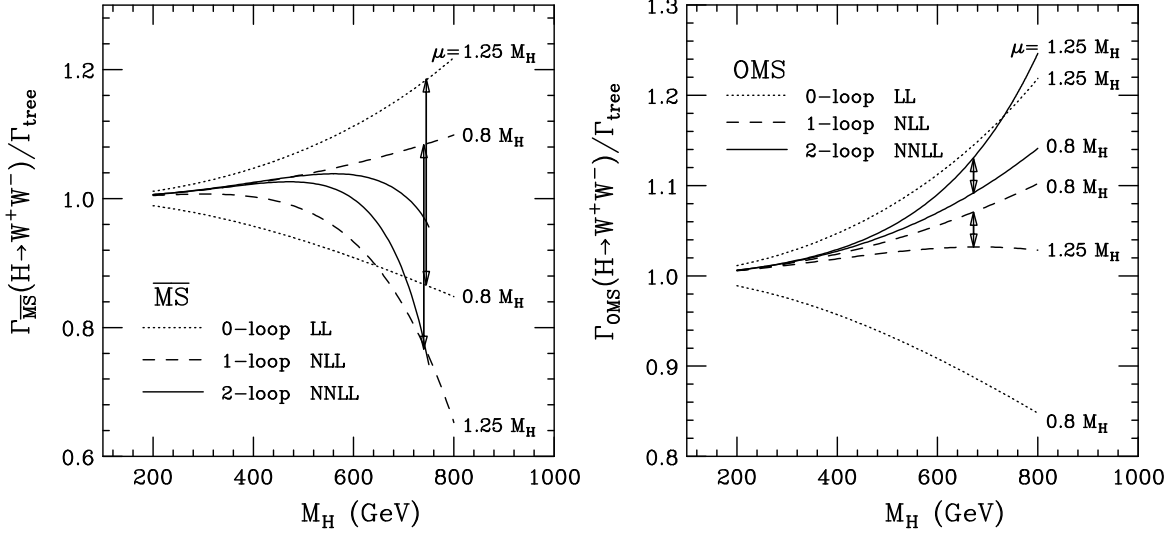 Γ_MS̅(H→W⁺W⁻)/Γ_tree
1.2
1.0
0.8
0.6
μ=1.25 M_H
0.8 M_H
0.8 M_H
1.25 M_H
M̅S̅
0-loop LL
1-loop NLL
2-loop NNLL
200 400 600 800 1000
M_H (GeV)
Γ_OMS(H→W⁺W⁻)/Γ_tree
1.3
1.2
1.1
1.0
0.9
0.8
OMS
0-loop LL
1-loop NLL
2-loop NNLL
μ=1.25 M_H
1.25 M_H
0.8 M_H
0.8 M_H
1.25 M_H
0.8 M_H
200 400 600 800 1000
M_H (GeV)